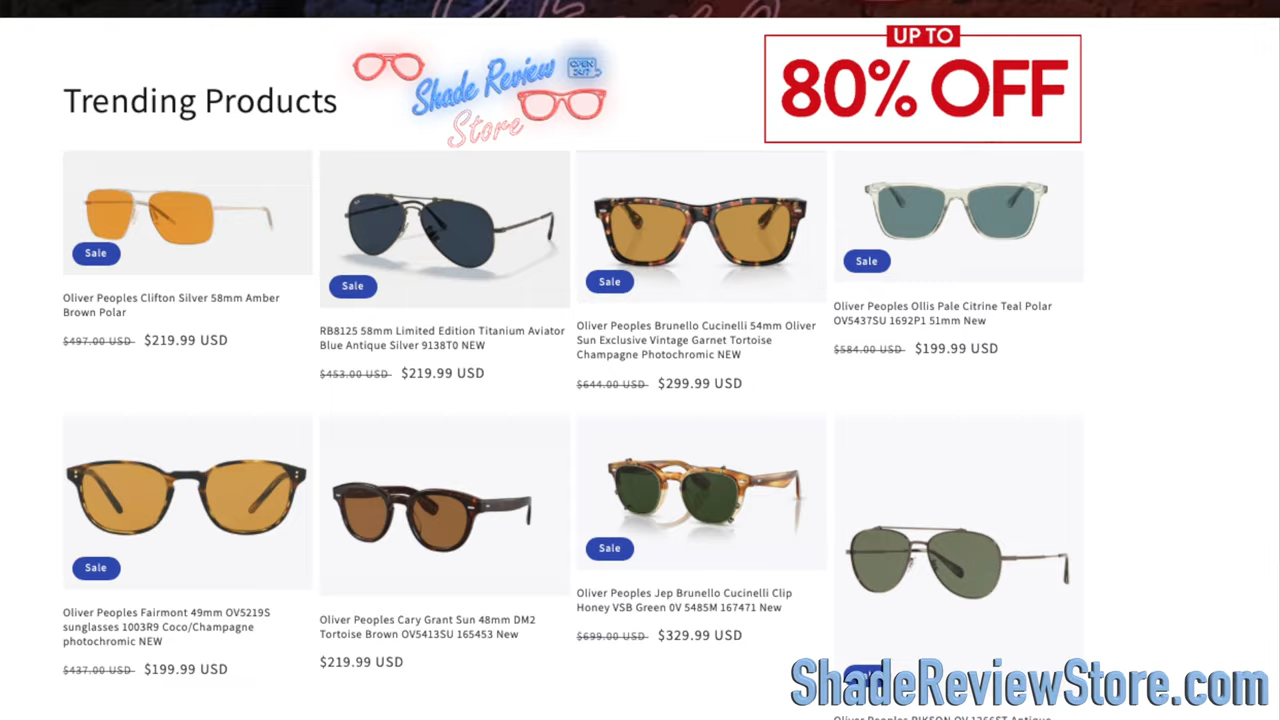 UP TO
80% OFF
Trending Products
Shade Review
Store
OPEN
OUT
Sale
Sale
Sale
Sale
Oliver Peoples Clifton Silver 58mm Amber
Brown Polar
$497.00 USD $219.99 USD
RB8125 58mm Limited Edition Titanium Aviator
Blue Antique Silver 9138T0 NEW
$453.00 USD $219.99 USD
Oliver Peoples Brunello Cucinelli 54mm Oliver
Sun Exclusive Vintage Garnet Tortoise
Champagne Photochromic NEW
$644.00 USD $299.99 USD
Oliver Peoples Ollis Pale Citrine Teal Polar
OV5437SU 1692P1 51mm New
$584.00 USD $199.99 USD
Sale
Sale
Oliver Peoples Fairmont 49mm OV5219S
sunglasses 1003R9 Coco/Champagne
photochromic NEW
$437.00 USD $199.99 USD
Oliver Peoples Cary Grant Sun 48mm DM2
Tortoise Brown OV5413SU 165453 New
$219.99 USD
Oliver Peoples Jep Brunello Cucinelli Clip
Honey VSB Green 0V 5485M 167471 New
$699.00 USD $329.99 USD
ShadeReviewStore.com
Oliver Peoples